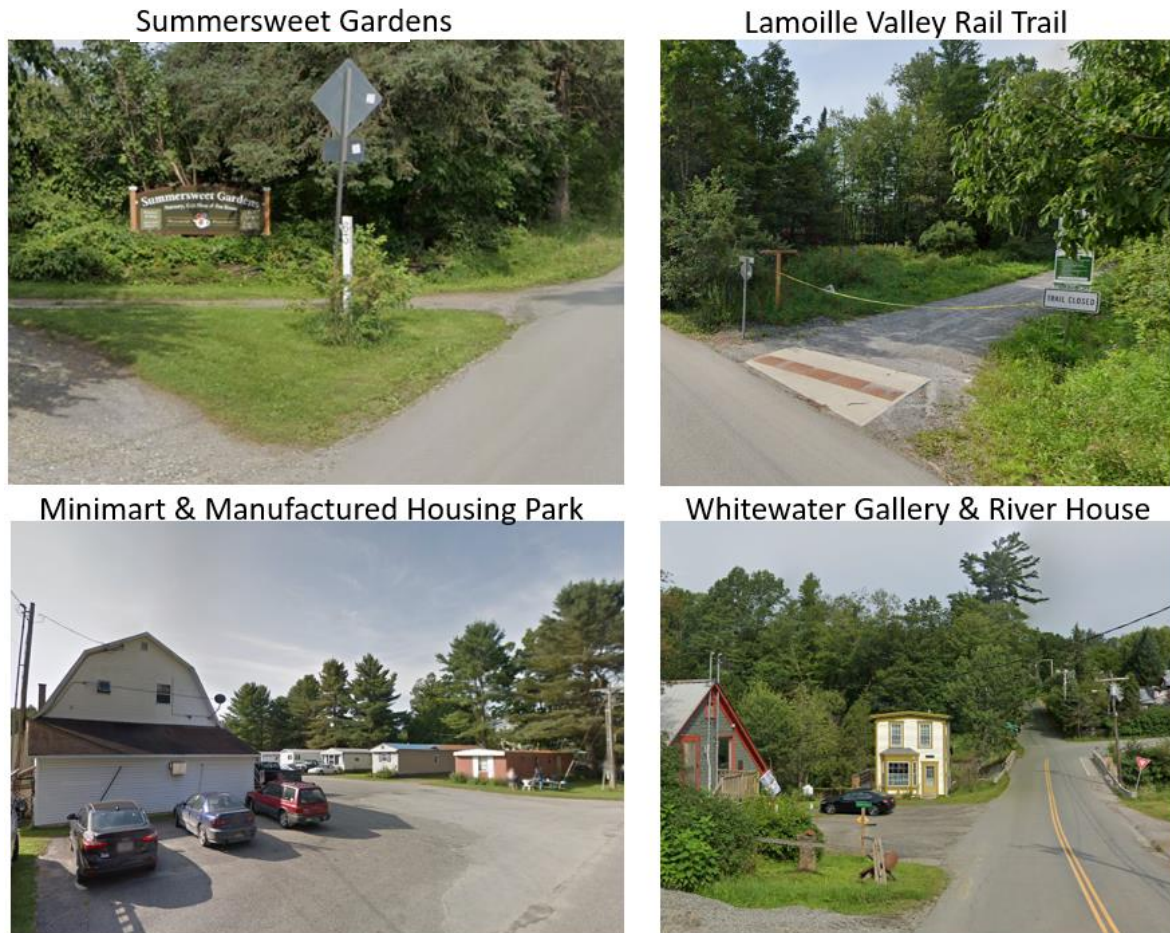 Summersweet Gardens
Lamoille Valley Rail Trail
Summersweet Gardens
TRAIL CLOSED
Minimart & Manufactured Housing Park
Whitewater Gallery & River House